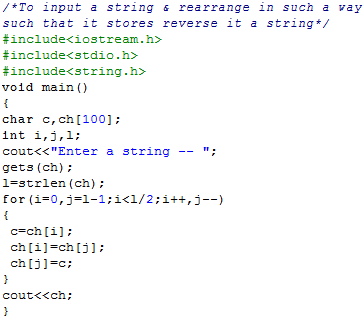 /*To input a string & rearrange in such a way
such that it stores reverse it a string*/
#include<iostream.h>
#include<stdio.h>
#include<string.h>
void main()
{
char c,ch[100];
int i,j,l;
cout<<"Enter a string -- ";
gets(ch);
l=strlen(ch);
for(i=0,j=l-1;i<l/2;i++,j--)
{
c=ch[i];
ch[i]=ch[j];
ch[j]=c;
}
cout<<ch;
}